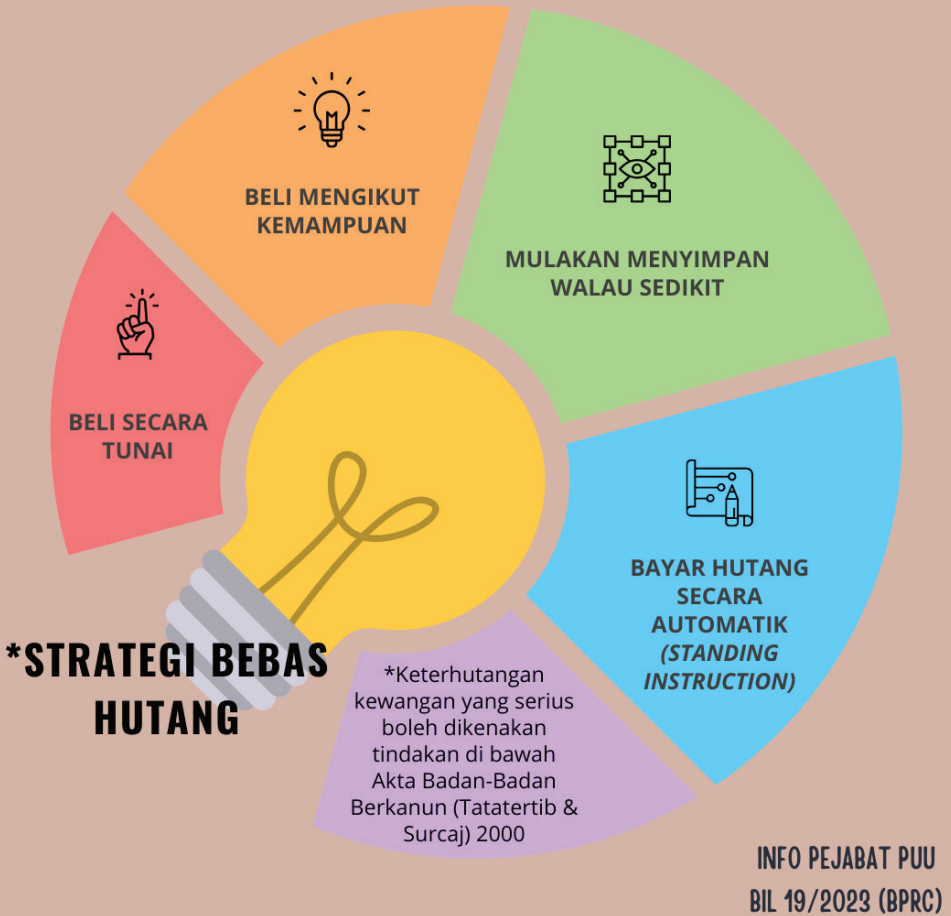 *STRATEGI BEBAS
HUTANG
BELI SECARA
TUNAI
BELI MENGIKUT
KEMAMPUAN
MULAKAN MENYIMPAN
WALAU SEDIKIT
BAYAR HUTANG
SECARA
AUTOMATIK
(STANDING
INSTRUCTION)
*Keterhutangan
kewangan yang serius
boleh dikenakan
tindakan di bawah
Akta Badan-Badan
Berkanun (Tatatertib &
Surcaj) 2000
INFO PEJABAT PUU
BIL 19/2023 (BPRC)